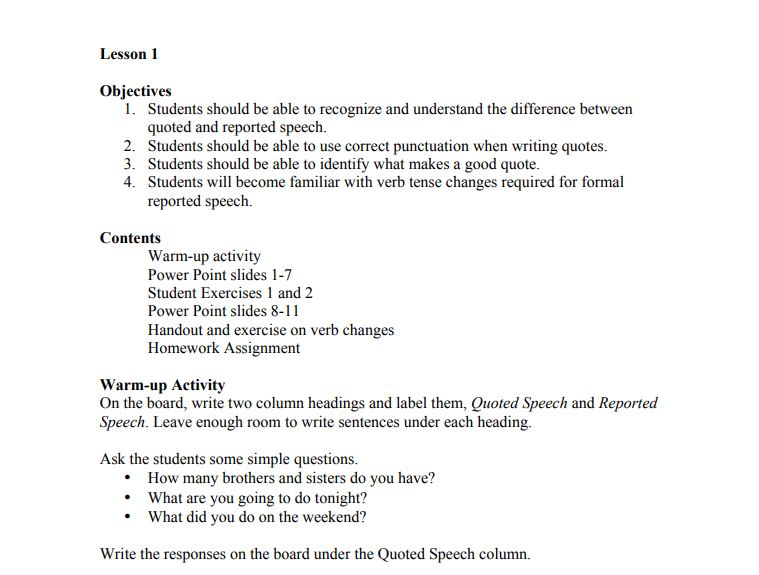 Lesson 1
Objectives
1. Students should be able to recognize and understand the difference between
quoted and reported speech.
2. Students should be able to use correct punctuation when writing quotes.
3. Students should be able to identify what makes a good quote.
4. Students will become familiar with verb tense changes required for formal
reported speech.
Contents
Warm-up activity
Power Point slides 1-7
Student Exercises 1 and 2
Power Point slides 8-11
Handout and exercise on verb changes
Homework Assignment
Warm-up Activity
On the board, write two column headings and label them, Quoted Speech and Reported
Speech. Leave enough room to write sentences under each heading.
Ask the students some simple questions.
• How many brothers and sisters do you have?
• What are you going to do tonight?
• What did you do on the weekend?
Write the responses on the board under the Quoted Speech column.